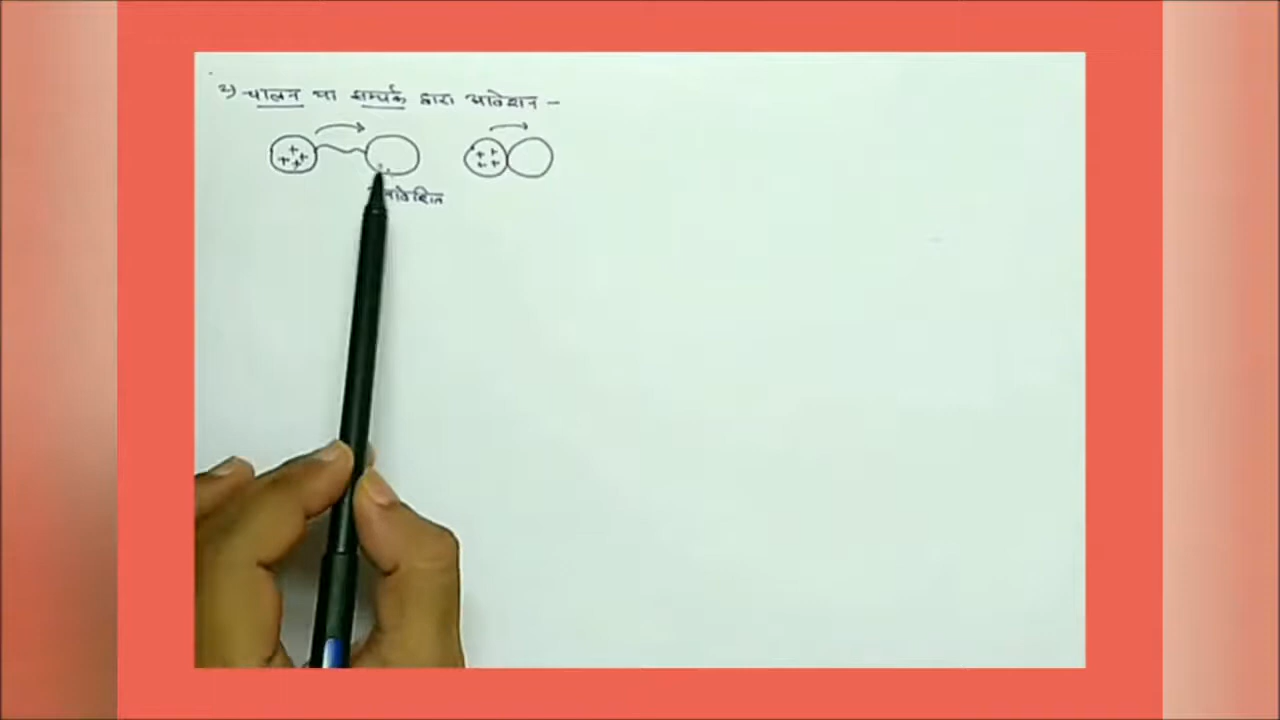 2) चालन या सम्पर्क द्वारा आवेशन -
+ + + + + + + +